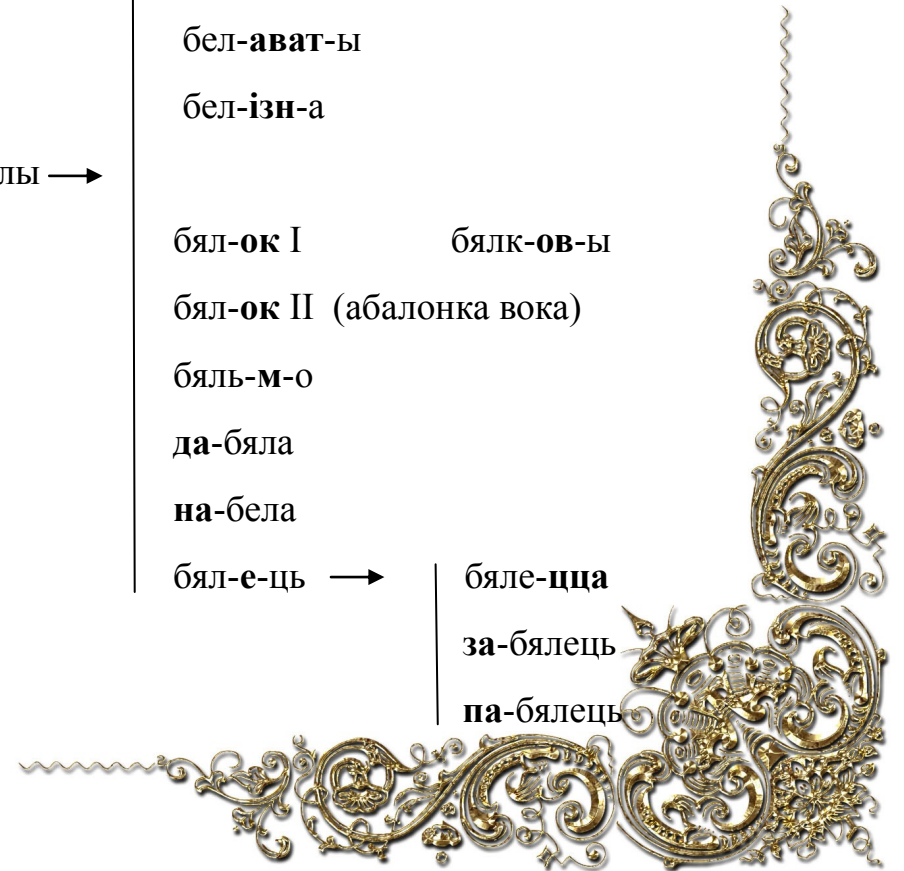 бел-ават-ы
бел-ізн-а
лы →
бял-ок I бялк-ов-ы
бял-ок II (абалонка вока)
бяль-м-о
да-бяла
на-бела
бял-е-ць → бяле-цца
за-бялець
па-бялець